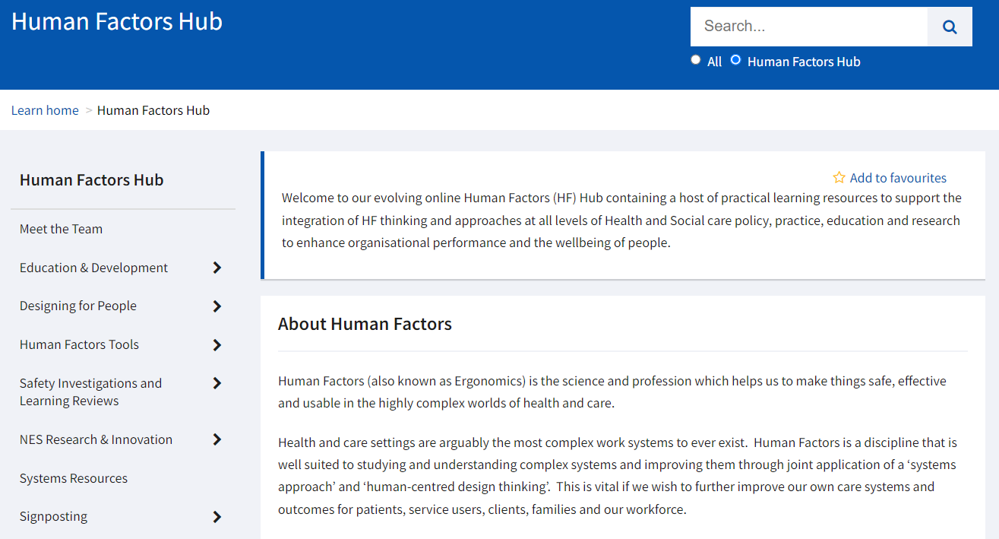 Human Factors Hub
Search...
All Human Factors Hub
Learn home > Human Factors Hub
Human Factors Hub
Meet the Team
Education & Development
Designing for People
Human Factors Tools
Safety Investigations and
Learning Reviews
NES Research & Innovation
Systems Resources
Signposting
Add to favourites
Welcome to our evolving online Human Factors (HF) Hub containing a host of practical learning resources to support the
integration of HF thinking and approaches at all levels of Health and Social care policy, practice, education and research
to enhance organisational performance and the wellbeing of people.
About Human Factors
Human Factors (also known as Ergonomics) is the science and profession which helps us to make things safe, effective
and usable in the highly complex worlds of health and care.
Health and care settings are arguably the most complex work systems to ever exist.  Human Factors is a discipline that is
well suited to studying and understanding complex systems and improving them through joint application of a ‘systems
approach’ and ‘human-centred design thinking’.  This is vital if we wish to further improve our own care systems and
outcomes for patients, service users, clients, families and our workforce.